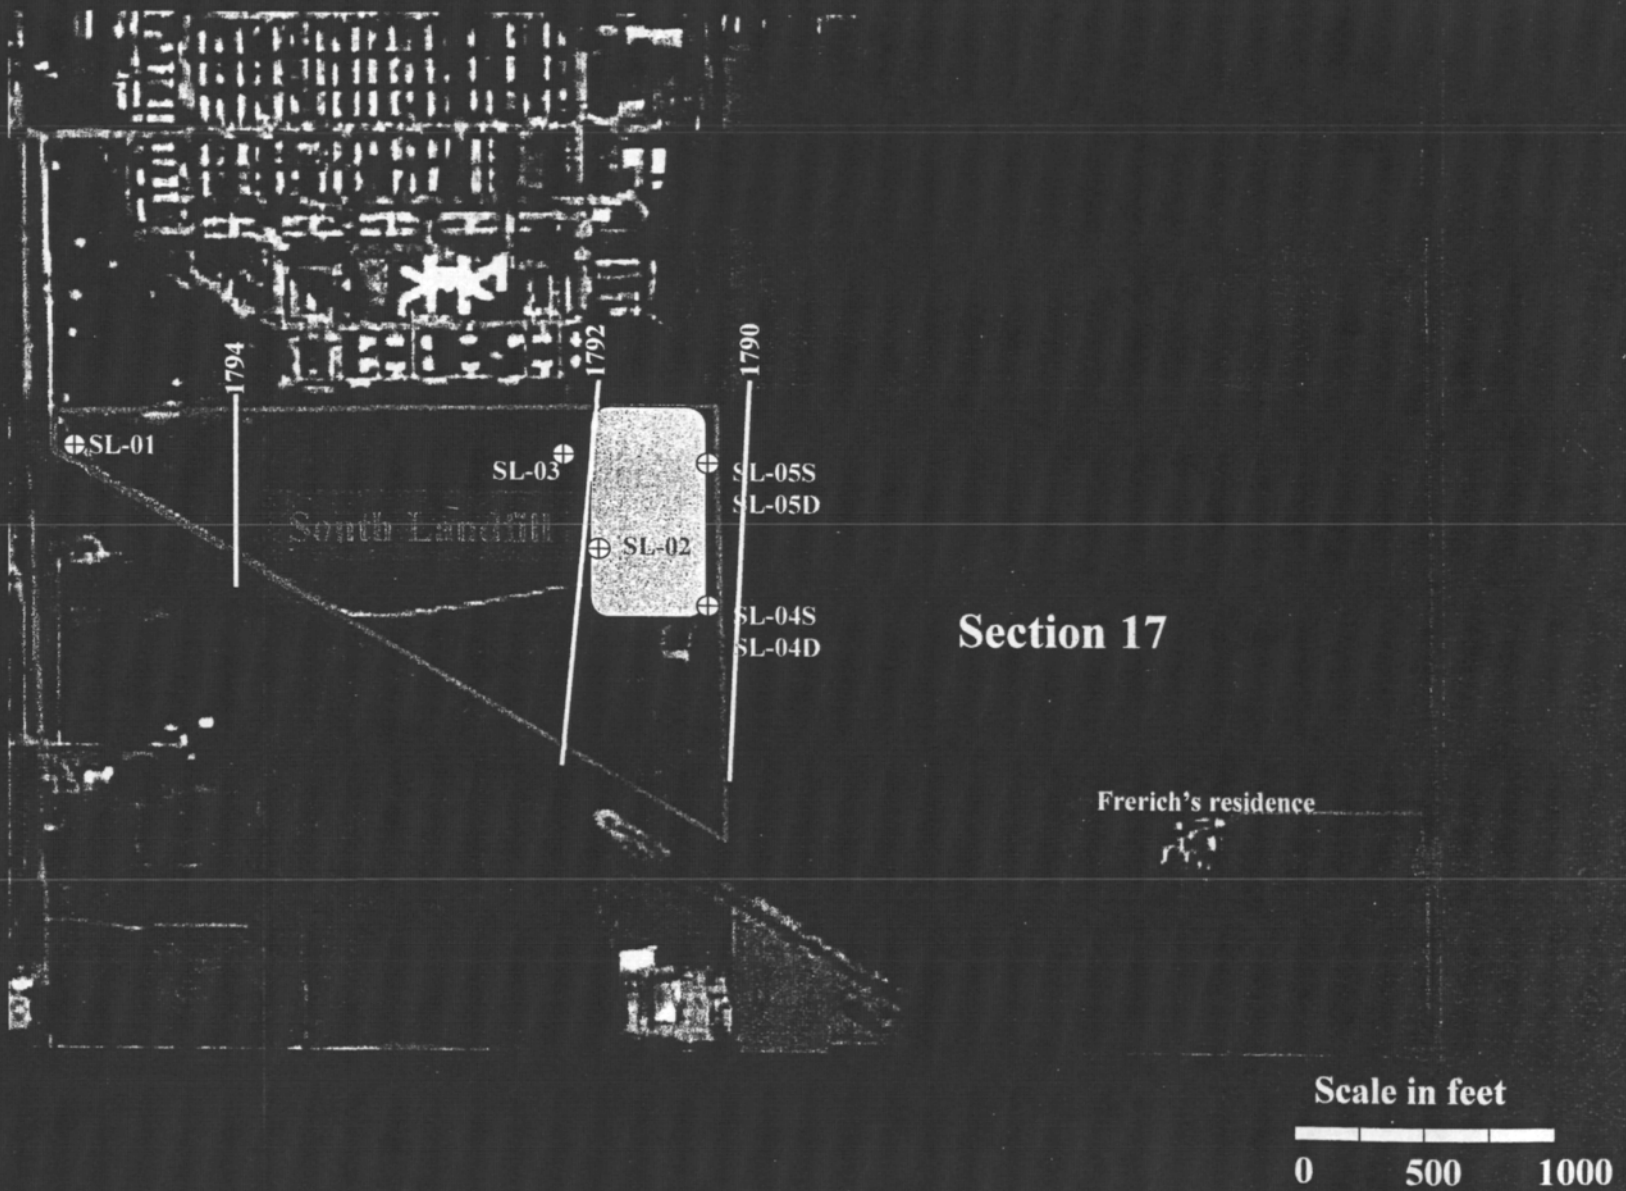 1794
1792
1790
SL-01
SL-03
SL-05S
SL-05D
South Landfill
SL-02
SL-04S
SL-04D
Section 17
Frerich's residence
Scale in feet
0 500 1000